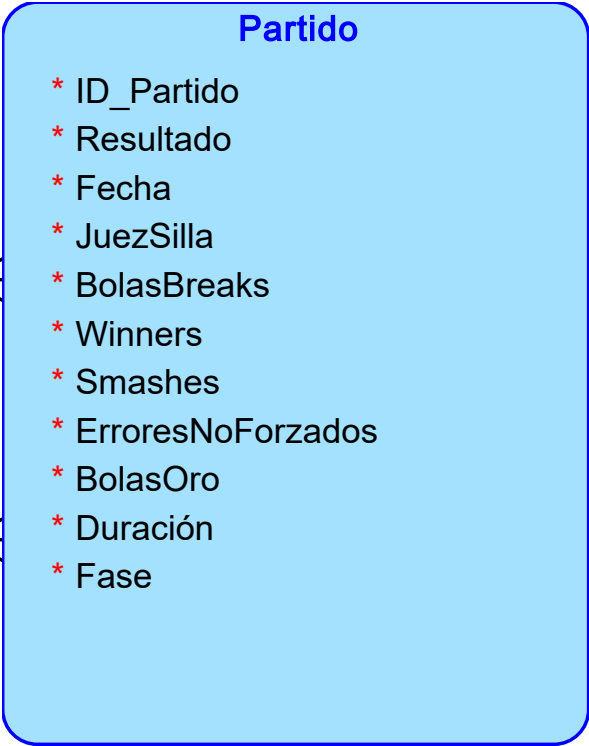 Partido
* ID_Partido
* Resultado
* Fecha
* JuezSilla
* BolasBreaks
* Winners
* Smashes
* ErroresNoForzados
* BolasOro
* Duración
* Fase